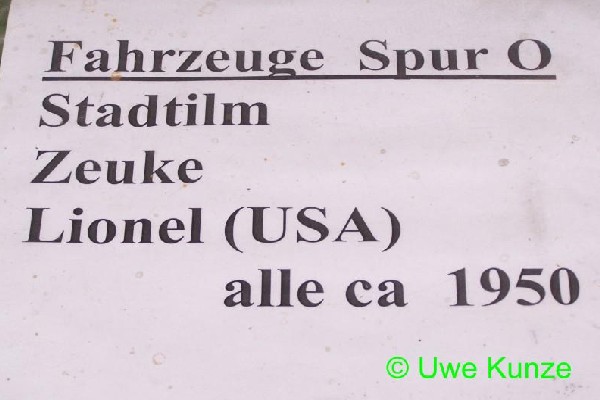 Fahrzeuge Spur O
Stadtilm
Zeuke
Lionel (USA)
alle ca 1950
© Uwe Kunze